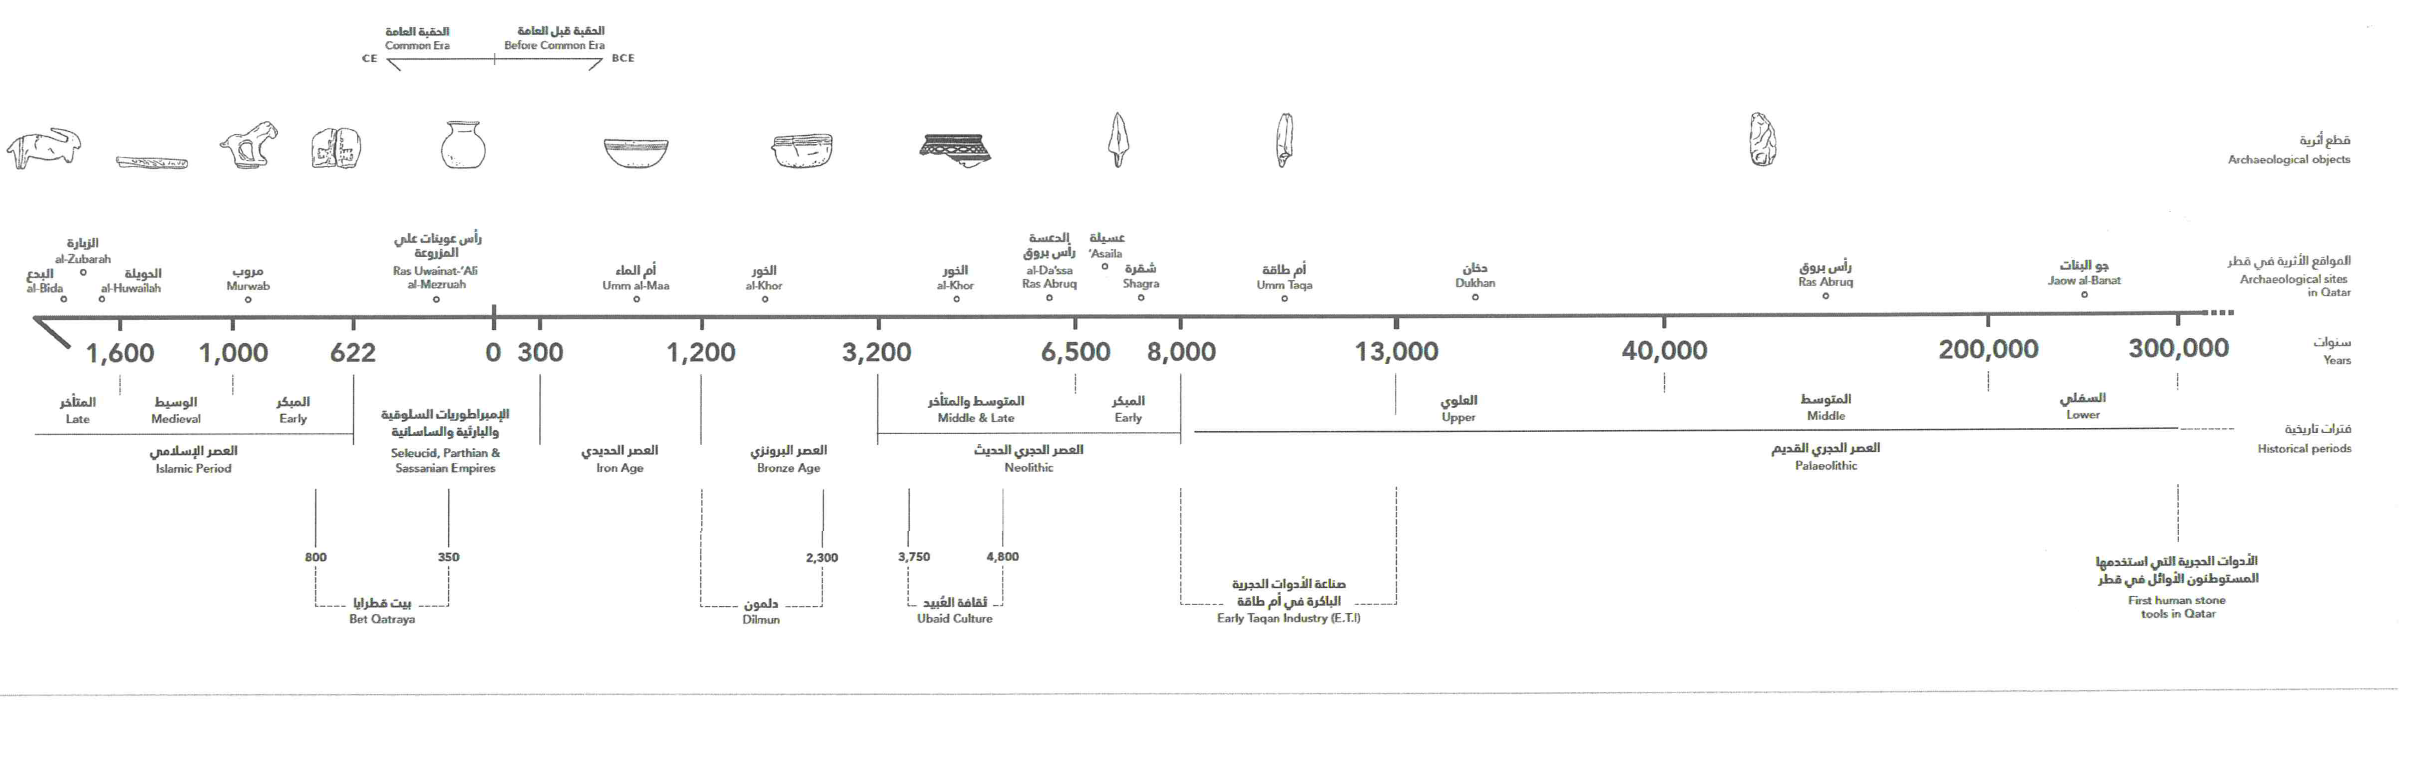 الحقبة العامة
Common Era
الحقبة قبل العامة
Before Common Era
CE
BCE
قطع أثرية
Archaeological objects
الزبارة
al-Zubarah
البدع
al-Bida
الحويلة
al-Huwailah
مروب
Murwab
رأس عوينات علي
المزروعة
Ras Uwainat-'Ali
al-Mezruah
أم الماء
Umm al-Maa
الخور
al-Khor
الخور
al-Khor
الدعسة
رأس بروق
al-Da'ssa
Ras Abruq
عسيلة
'Asaila
شقرة
Shagra
أم طاقة
Umm Taqa
دخان
Dukhan
رأس بروق
Ras Abruq
جو البنات
Jaow al-Banat
المواقع الأثرية في قطر
Archaeological sites
in Qatar
1,600
1,000
622
0
300
1,200
3,200
6,500
8,000
13,000
40,000
200,000
300,000
سنوات
Years
المتأخر
Late
الوسيط
Medieval
المبكر
Early
العصر الإسلامي
Islamic Period
الإمبراطوريات السلوقية
والبارثية والساسانية
Seleucid, Parthian &
Sassanian Empires
العصر الحديدي
Iron Age
العصر البرونزي
Bronze Age
المتوسط والمتأخر
Middle & Late
المبكر
Early
العصر الحجري الحديث
Neolithic
العلوي
Upper
المتوسط
Middle
السفلي
Lower
العصر الحجري القديم
Palaeolithic
فترات تاريخية
Historical periods
800
350
بيت قطرايا
Bet Qatraya
2,300
دلمون
Dilmun
3,750
4,800
ثقافة العُبيد
Ubaid Culture
صناعة الأدوات الحجرية
الباكرة في أم طاقة
Early Taqan Industry (E.T.I)
الأدوات الحجرية التي استخدمها
المستوطنون الأوائل في قطر
First human stone
tools in Qatar